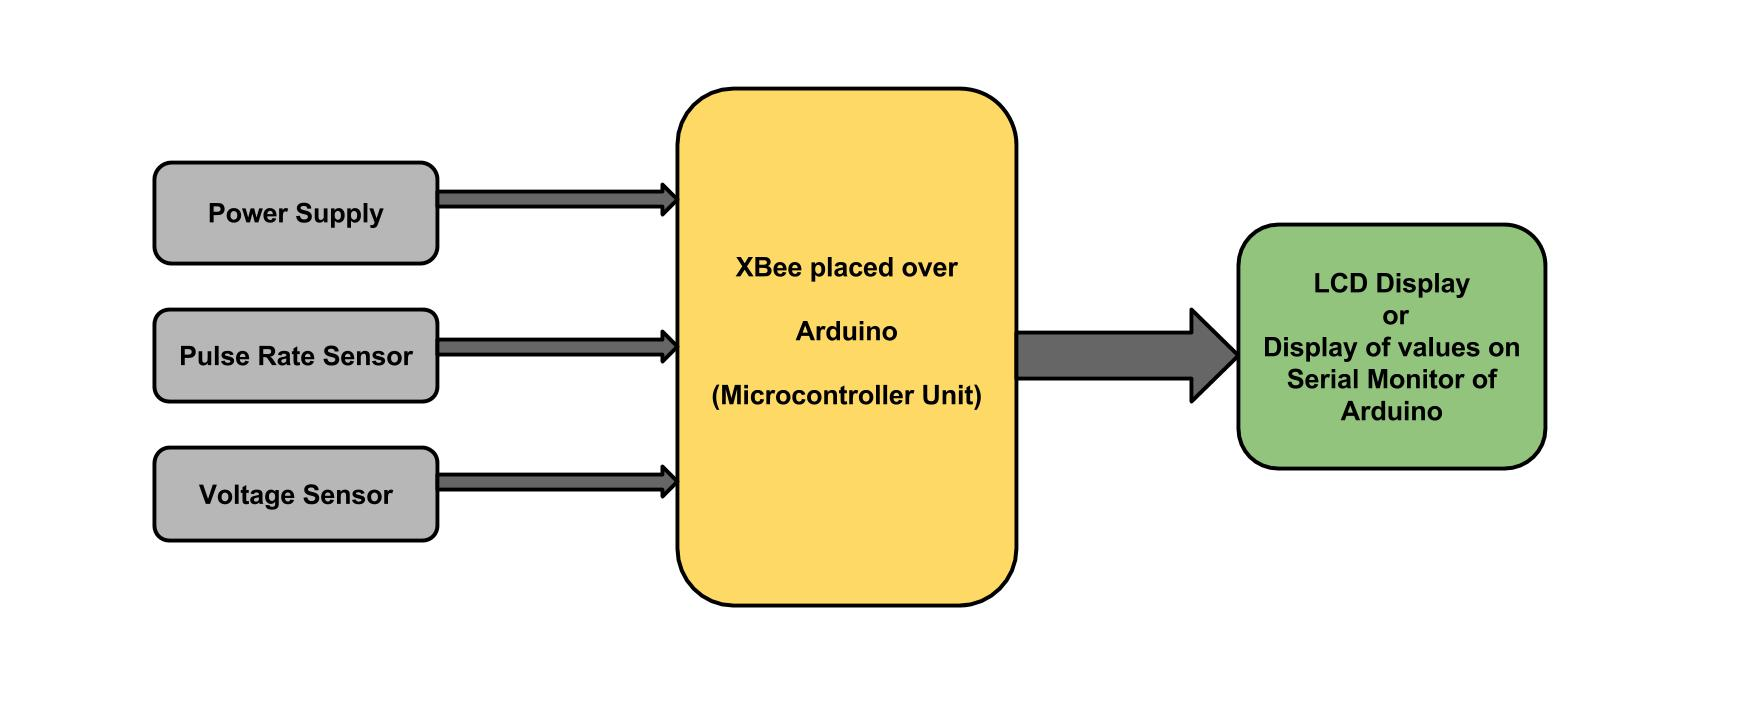 Power Supply
Pulse Rate Sensor
Voltage Sensor
XBee placed over
Arduino
(Microcontroller Unit)
LCD Display
or
Display of values on
Serial Monitor of
Arduino